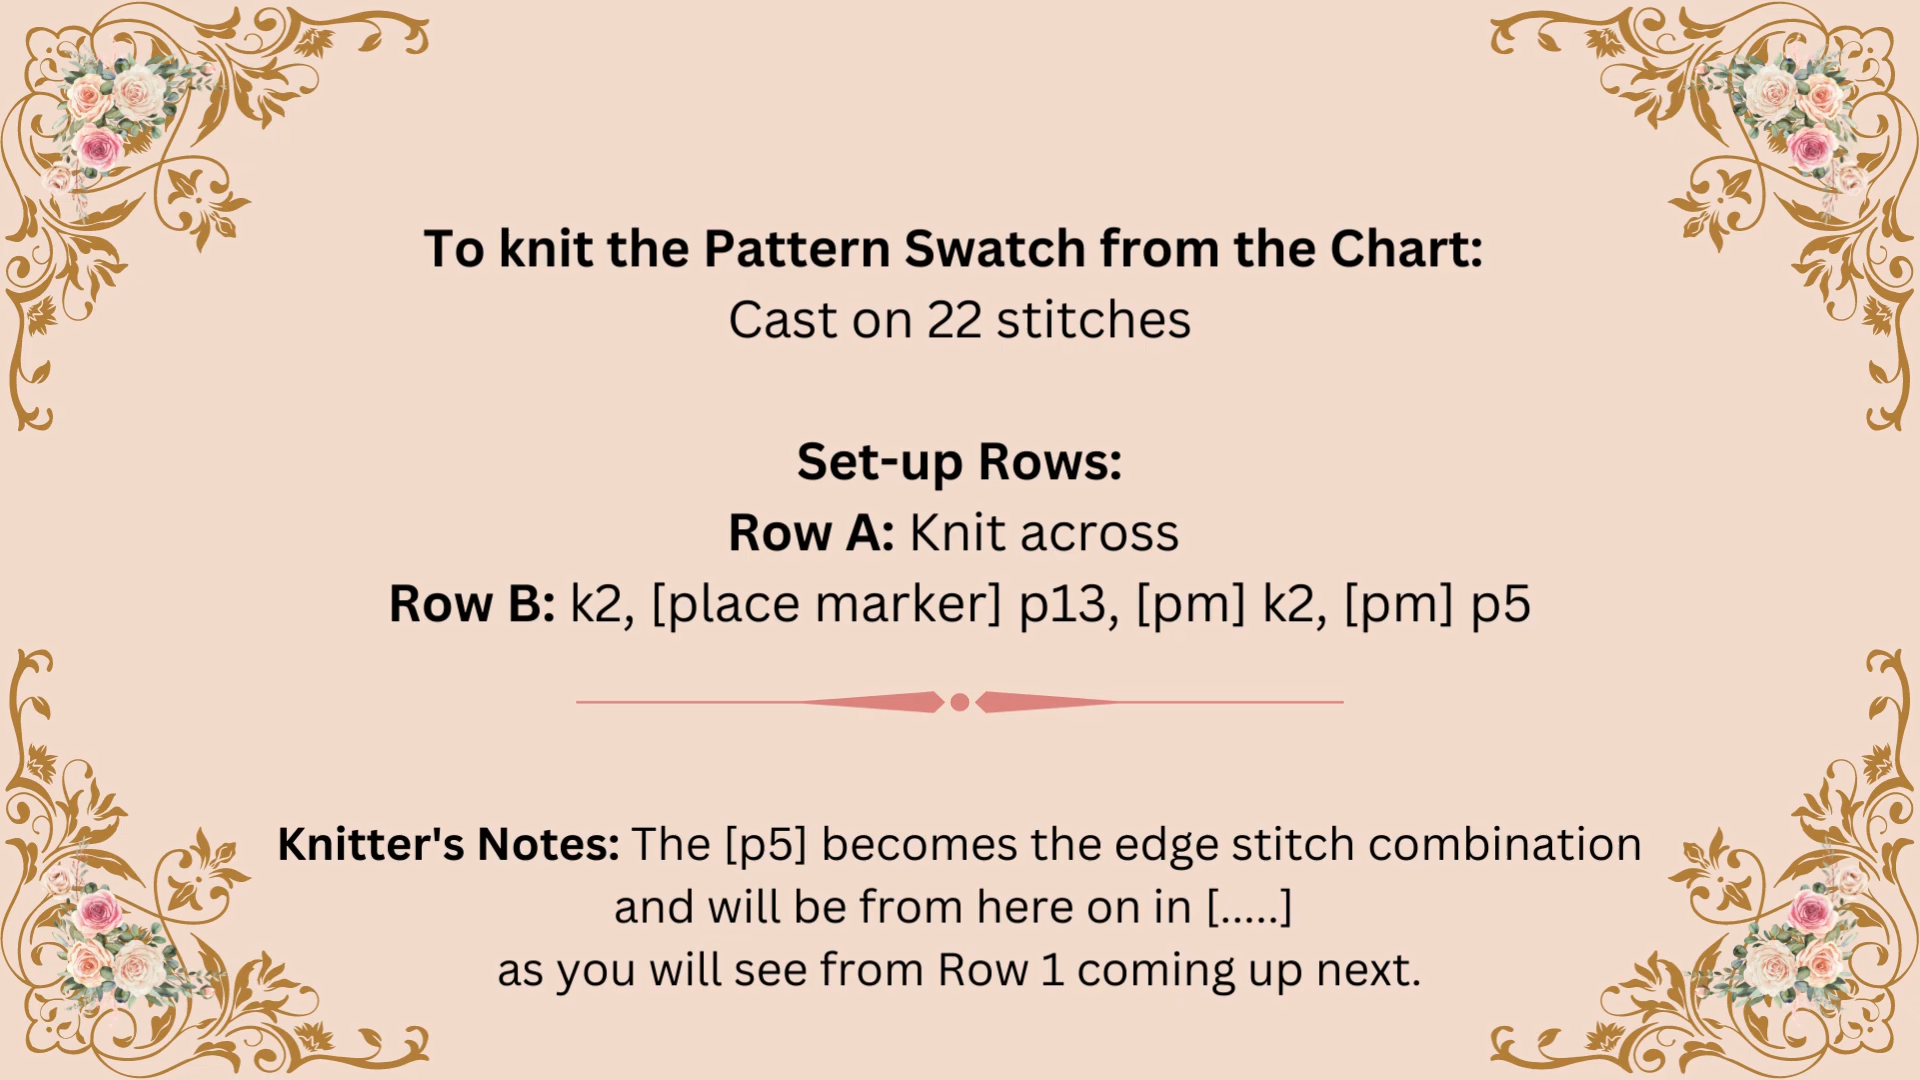 To knit the Pattern Swatch from the Chart:
Cast on 22 stitches
Set-up Rows:
Row A: Knit across
Row B: k2, [place marker] p13, [pm] k2, [pm] p5
Knitter's Notes: The [p5] becomes the edge stitch combination
and will be from here on in [.....]
as you will see from Row 1 coming up next.